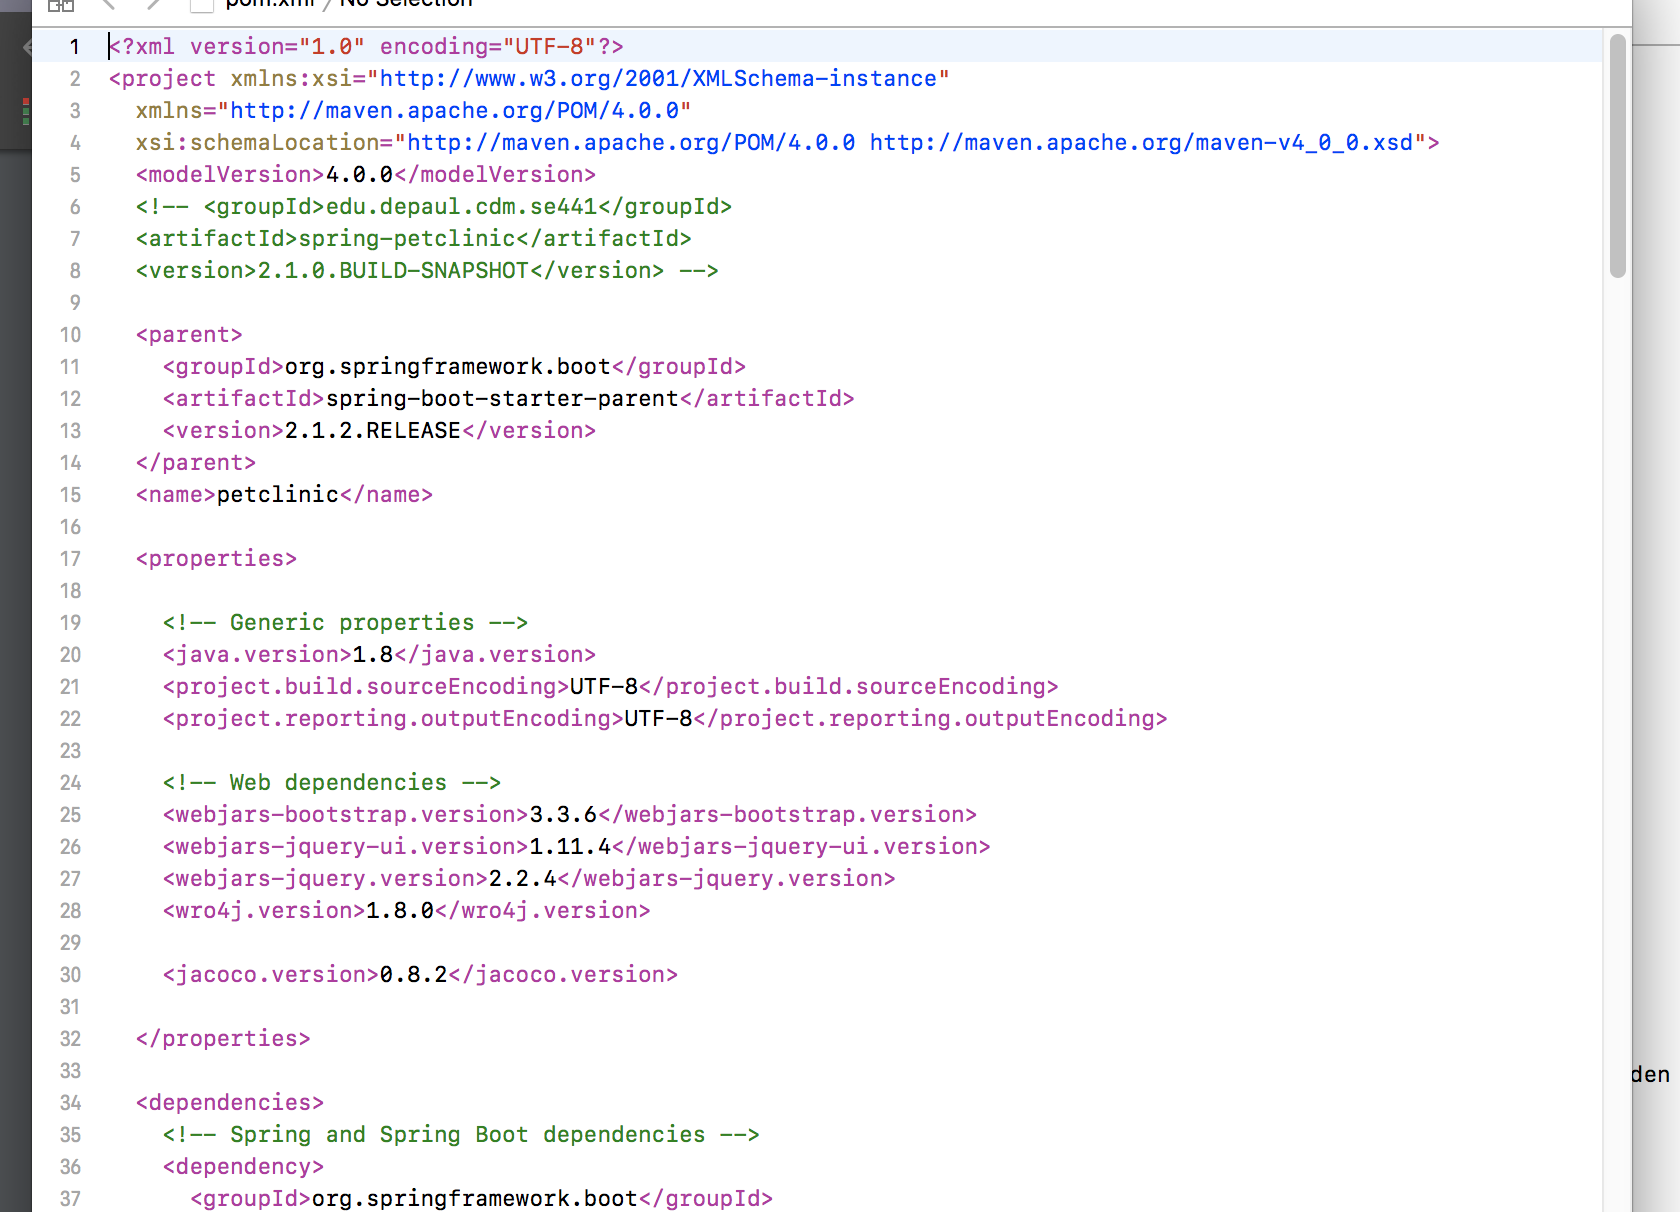 pom.xml / No Selection
1 <?xml version="1.0" encoding="UTF-8"?>
2 <project xmlns:xsi="http://www.w3.org/2001/XMLSchema-instance"
3 xmlns="http://maven.apache.org/POM/4.0.0"
4 xsi:schemaLocation="http://maven.apache.org/POM/4.0.0 http://maven.apache.org/maven-v4_0_0.xsd">
5 <modelVersion>4.0.0</modelVersion>
6 <!-- <groupId>edu.depaul.cdm.se441</groupId>
7 <artifactId>spring-petclinic</artifactId>
8 <version>2.1.0.BUILD-SNAPSHOT</version> -->
9
10 <parent>
11 <groupId>org.springframework.boot</groupId>
12 <artifactId>spring-boot-starter-parent</artifactId>
13 <version>2.1.2.RELEASE</version>
14 </parent>
15 <name>petclinic</name>
16
17 <properties>
18
19 <!-- Generic properties -->
20 <java.version>1.8</java.version>
21 <project.build.sourceEncoding>UTF-8</project.build.sourceEncoding>
22 <project.reporting.outputEncoding>UTF-8</project.reporting.outputEncoding>
23
24 <!-- Web dependencies -->
25 <webjars-bootstrap.version>3.3.6</webjars-bootstrap.version>
26 <webjars-jquery-ui.version>1.11.4</webjars-jquery-ui.version>
27 <webjars-jquery.version>2.2.4</webjars-jquery.version>
28 <wro4j.version>1.8.0</wro4j.version>
29
30 <jacoco.version>0.8.2</jacoco.version>
31
32 </properties>
33
den
34 <dependencies>
35 <!-- Spring and Spring Boot dependencies -->
36 <dependency>
37 <groupId>org.springframework.boot</groupId>